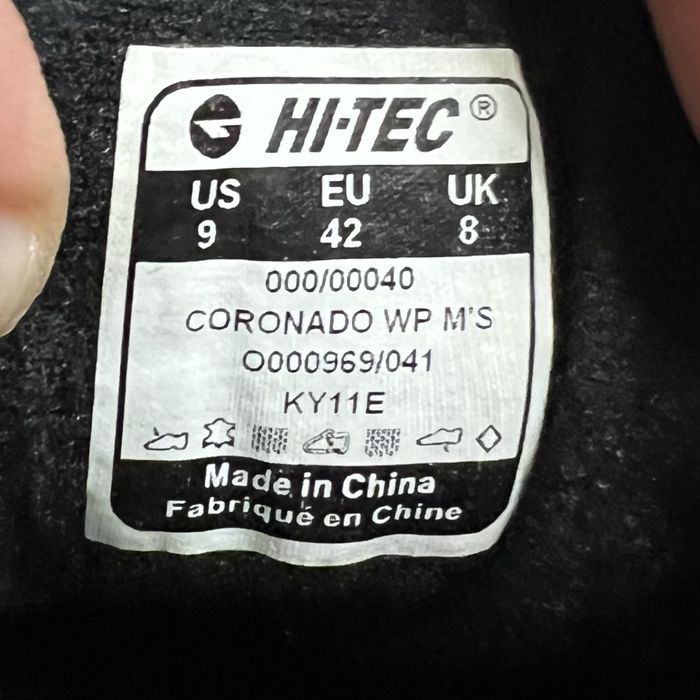 HI-TEC®
US EU UK
9 42 8
000/00040
CORONADO WP M'S
O000969/041
KY11E
Made in China
Fabriqué en Chine